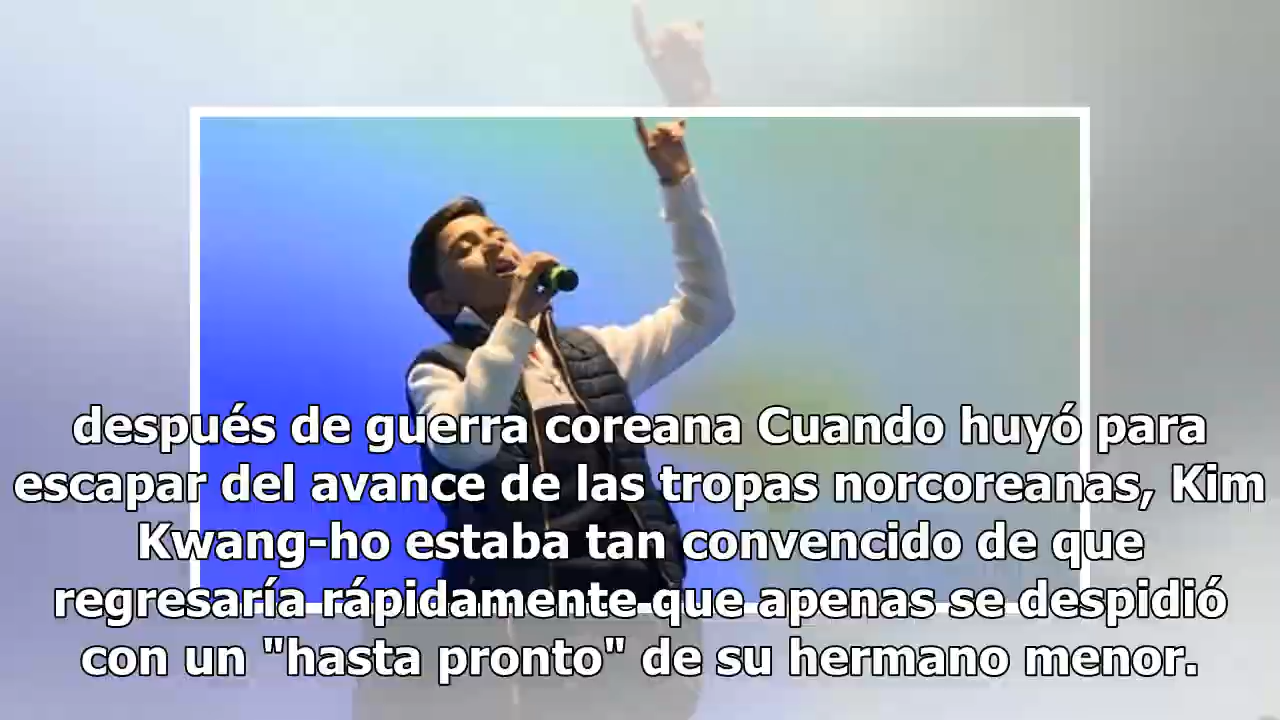 después de guerra coreana Cuando huyó para
escapar del avance de las tropas norcoreanas, Kim
Kwang-ho estaba tan convencido de que
regresaría rápidamente que apenas se despidió
con un "hasta pronto" de su hermano menor.